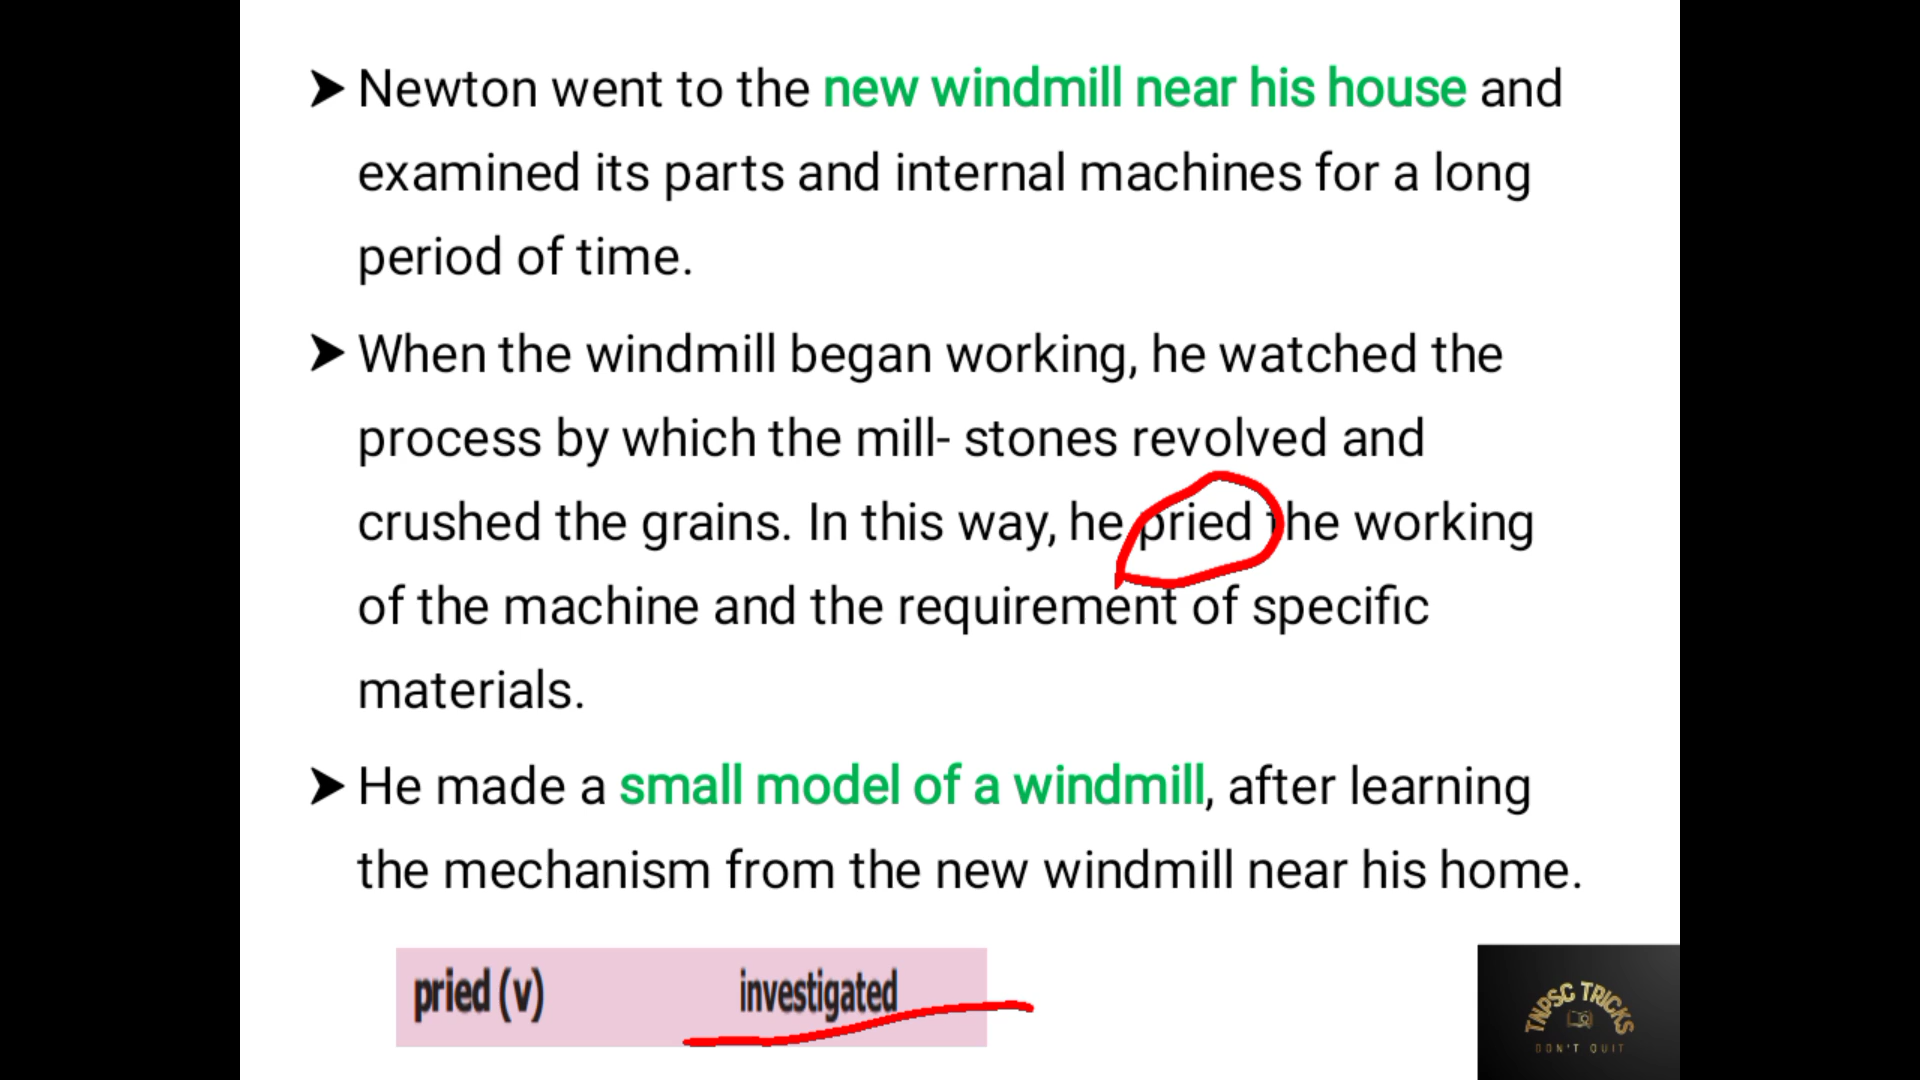 ➤ Newton went to the new windmill near his house and
examined its parts and internal machines for a long
period of time.
➤ When the windmill began working, he watched the
process by which the mill- stones revolved and
crushed the grains. In this way, he pried the working
of the machine and the requirement of specific
materials.
➤ He made a small model of a windmill, after learning
the mechanism from the new windmill near his home.
pried (v) investigated
TNPSC TRICKS
DON'T QUIT